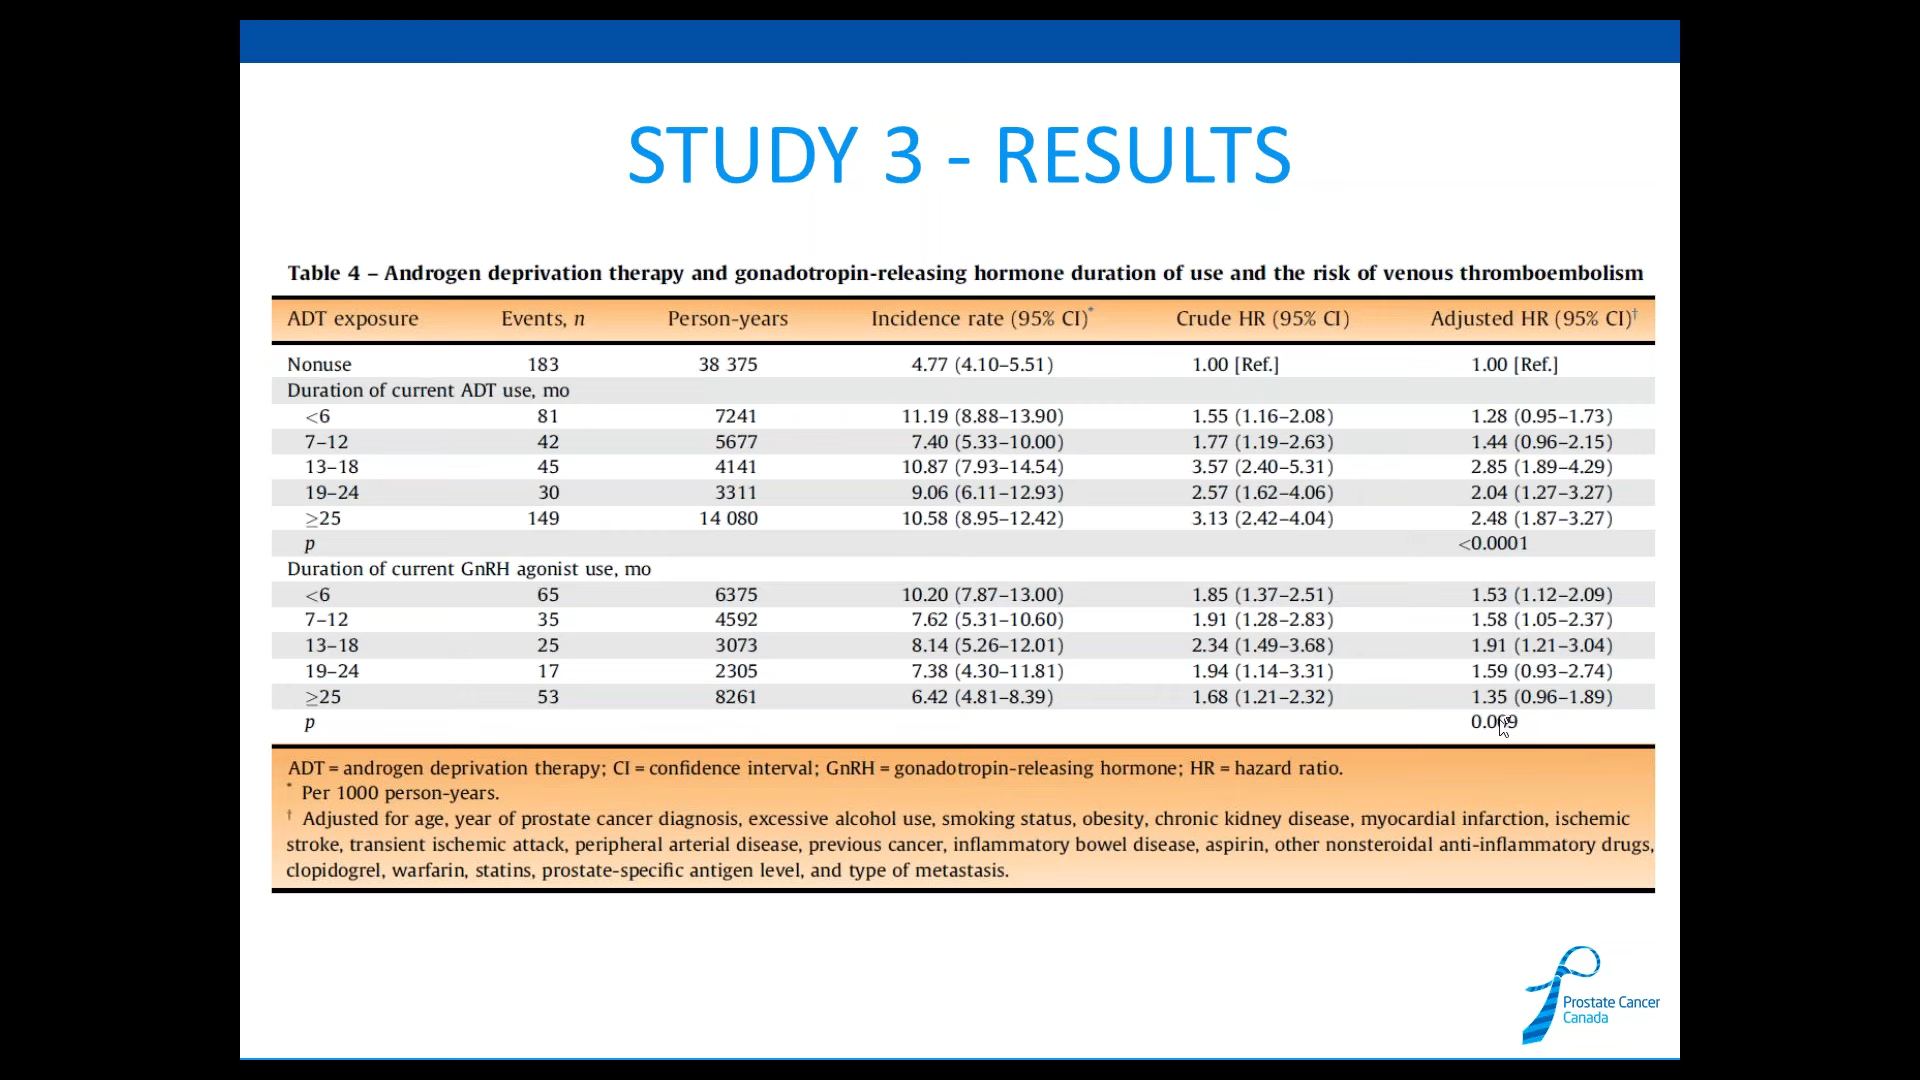 STUDY 3 - RESULTS
Table 4 – Androgen deprivation therapy and gonadotropin-releasing hormone duration of use and the risk of venous thromboembolism
ADT exposure Events, n Person-years Incidence rate (95% CI)* Crude HR (95% CI) Adjusted HR (95% CI)†
Nonuse 183 38 375 4.77 (4.10–5.51) 1.00 [Ref.] 1.00 [Ref.]
Duration of current ADT use, mo
<6 81 7241 11.19 (8.88–13.90) 1.55 (1.16–2.08) 1.28 (0.95–1.73)
7–12 42 5677 7.40 (5.33–10.00) 1.77 (1.19–2.63) 1.44 (0.96–2.15)
13–18 45 4141 10.87 (7.93–14.54) 3.57 (2.40–5.31) 2.85 (1.89–4.29)
19–24 30 3311 9.06 (6.11–12.93) 2.57 (1.62–4.06) 2.04 (1.27–3.27)
≥25 149 14 080 10.58 (8.95–12.42) 3.13 (2.42–4.04) 2.48 (1.87–3.27)
p <0.0001
Duration of current GnRH agonist use, mo
<6 65 6375 10.20 (7.87–13.00) 1.85 (1.37–2.51) 1.53 (1.12–2.09)
7–12 35 4592 7.62 (5.31–10.60) 1.91 (1.28–2.83) 1.58 (1.05–2.37)
13–18 25 3073 8.14 (5.26–12.01) 2.34 (1.49–3.68) 1.91 (1.21–3.04)
19–24 17 2305 7.38 (4.30–11.81) 1.94 (1.14–3.31) 1.59 (0.93–2.74)
≥25 53 8261 6.42 (4.81–8.39) 1.68 (1.21–2.32) 1.35 (0.96–1.89)
p
ADT = androgen deprivation therapy; CI = confidence interval; GnRH = gonadotropin-releasing hormone; HR = hazard ratio.
* Per 1000 person-years.
† Adjusted for age, year of prostate cancer diagnosis, excessive alcohol use, smoking status, obesity, chronic kidney disease, myocardial infarction, ischemic
stroke, transient ischemic attack, peripheral arterial disease, previous cancer, inflammatory bowel disease, aspirin, other nonsteroidal anti-inflammatory drugs,
clopidogrel, warfarin, statins, prostate-specific antigen level, and type of metastasis.
Prostate Cancer
Canada